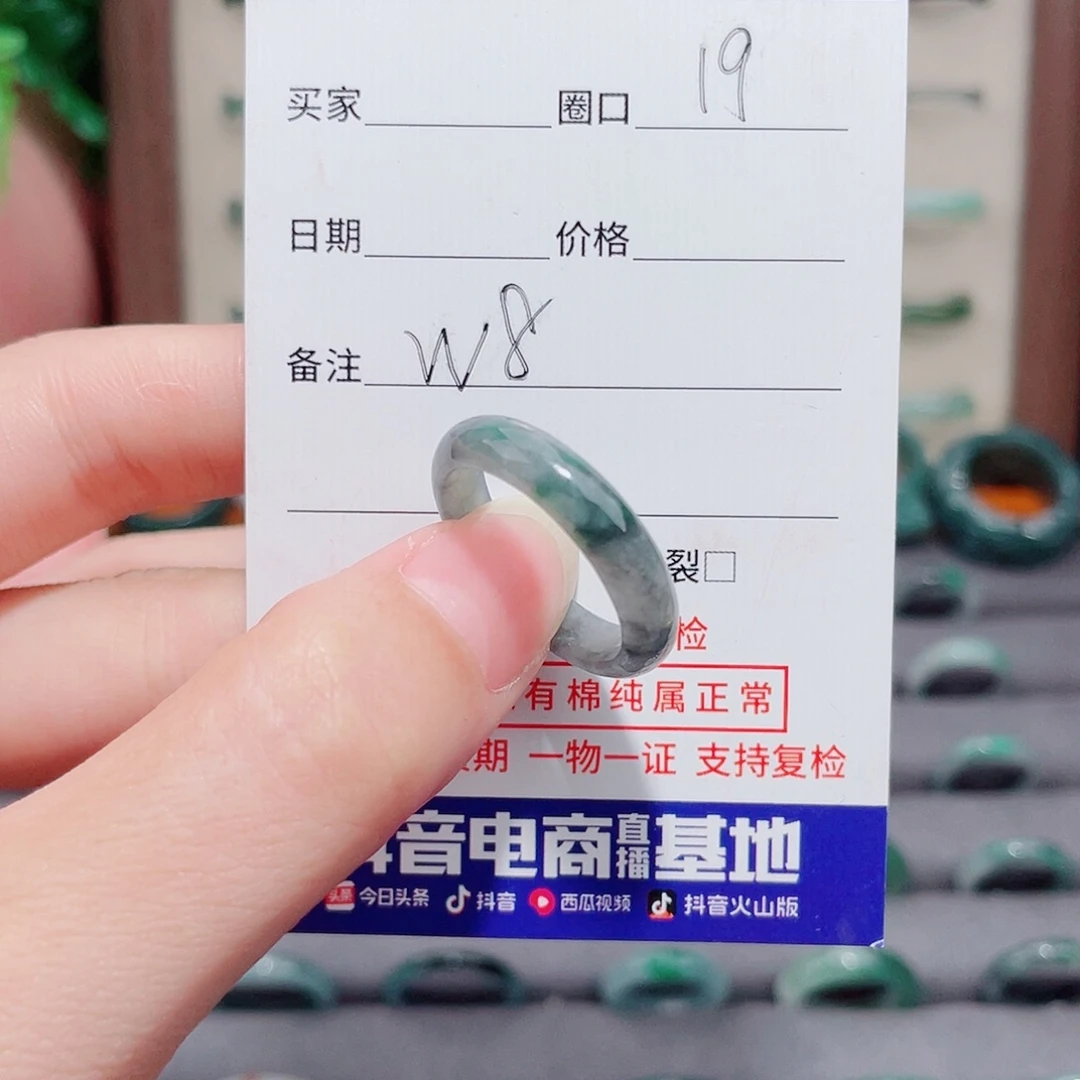 买家 圈口 19
日期 价格
备注 W8
裂□
检
有棉纯属正常
期 一物一证 支持复检
音电商直播基地
头条 今日头条 抖音 西瓜视频 抖音火山版